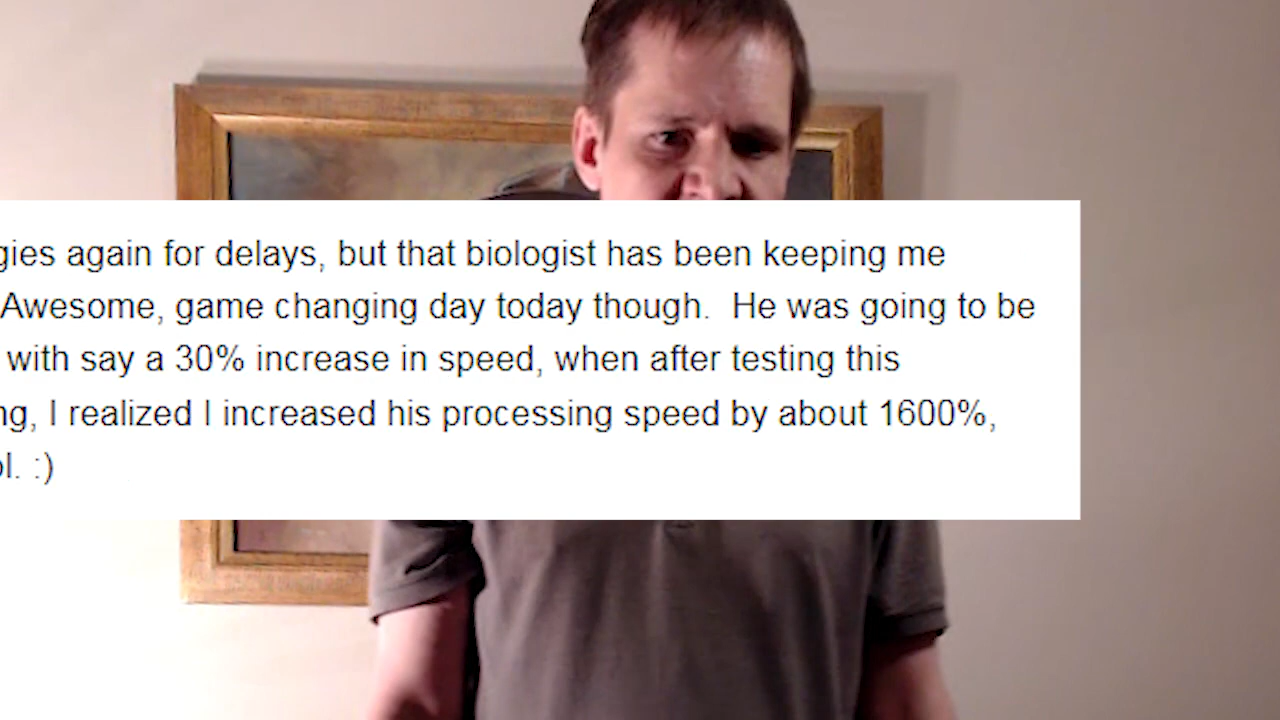 gies again for delays, but that biologist has been keeping me
Awesome, game changing day today though.  He was going to be
with say a 30% increase in speed, when after testing this
ng, I realized I increased his processing speed by about 1600%,
ol. :)